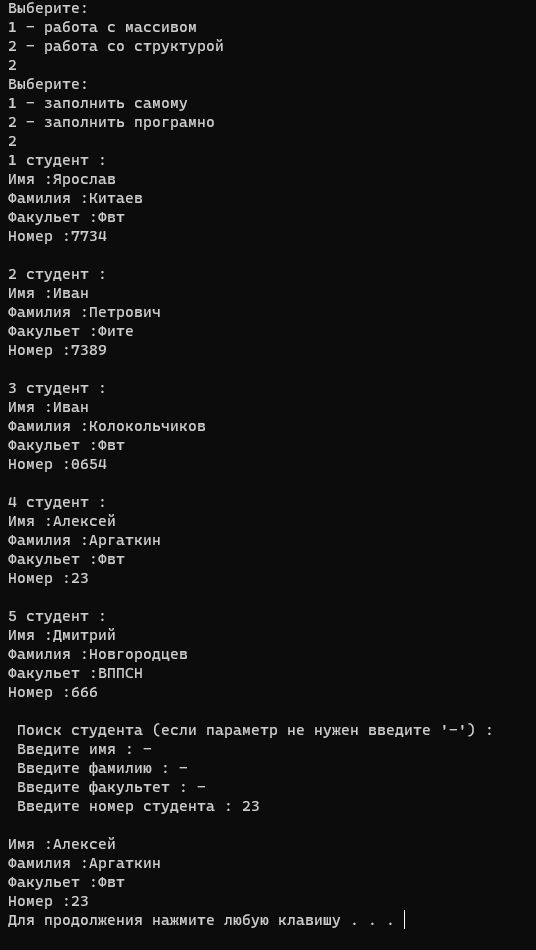 Выберите:
1 - работа с массивом
2 - работа со структурой
2
Выберите:
1 - заполнить самому
2 - заполнить програмно
2
1 студент :
Имя :Ярослав
Фамилия :Китаев
Факульет :Фвт
Номер :7734
2 студент :
Имя :Иван
Фамилия :Петрович
Факульет :Фите
Номер :7389
3 студент :
Имя :Иван
Фамилия :Колокольчиков
Факульет :Фвт
Номер :0654
4 студент :
Имя :Алексей
Фамилия :Аргаткин
Факульет :Фвт
Номер :23
5 студент :
Имя :Дмитрий
Фамилия :Новгородцев
Факульет :ВППСН
Номер :666
Поиск студента (если параметр не нужен введите '-') :
Введите имя : -
Введите фамилию : -
Введите факультет : -
Введите номер студента : 23
Имя :Алексей
Фамилия :Аргаткин
Факульет :Фвт
Номер :23
Для продолжения нажмите любую клавишу . . .